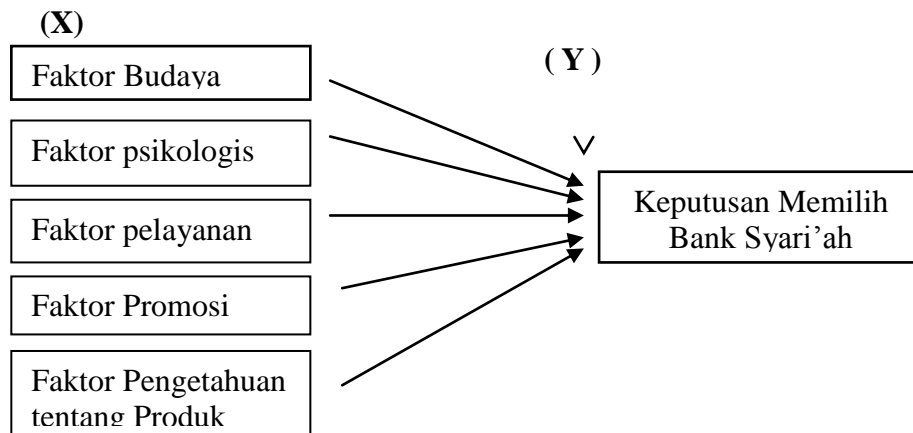 (X)
( Y )
Faktor Budaya
Faktor psikologis
Faktor pelayanan
Faktor Promosi
Faktor Pengetahuan
tentang Produk
Keputusan Memilih
Bank Syari’ah